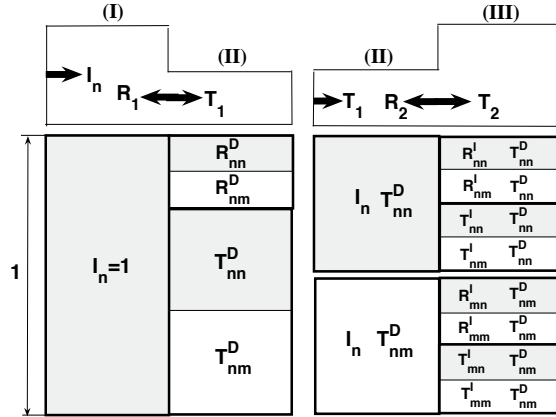 (I)
(II)
I_n
R_1 T_1
1
I_n=1
R^D_nn
R^D_nm
T^D_nn
T^D_nm
(II)
(III)
T_1 R_2 T_2
I_n T^D_nn
R^I_nn T^D_nn
R^I_nm T^D_nn
T^I_nn T^D_nn
T^I_nm T^D_nn
I_n T^D_nm
R^I_mn T^D_nm
R^I_mm T^D_nm
T^I_mn T^D_nm
T^I_mm T^D_nm